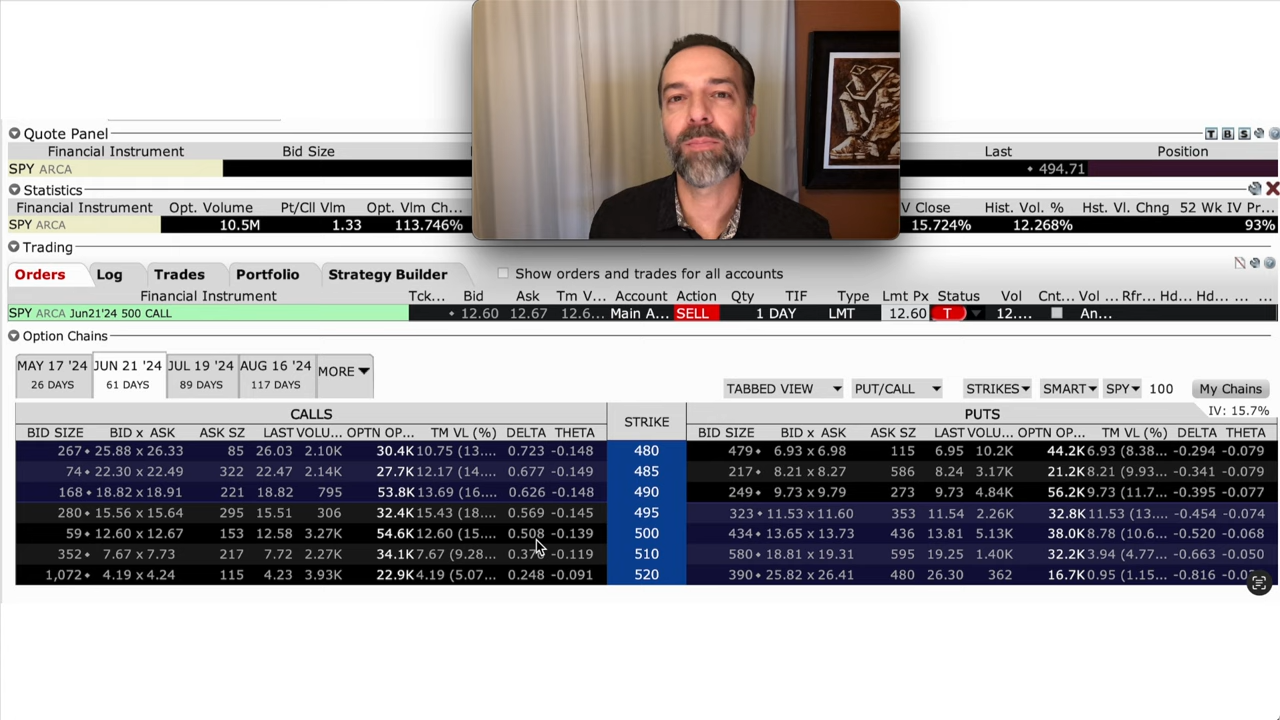 Quote Panel
Financial Instrument Bid Size Last Position
SPY ARCA 494.71
Statistics
Financial Instrument Opt. Volume Pt/Cll Vlm Opt. Vlm Ch... V Close Hist. Vol. % Hst. Vl. Chng 52 Wk IV Pr...
SPY ARCA 10.5M 1.33 113.746% 15.724% 12.268% 93%
Trading
Orders Log Trades Portfolio Strategy Builder Show orders and trades for all accounts
Financial Instrument Tck... Bid Ask Tm V... Account Action Qty TIF Type Lmt Px Status Vol Cnt... Vol ... Rfr... Hd... Hd... ... ...
SPY ARCA Jun21'24 500 CALL 12.60 12.67 12.6... Main A... SELL 1 DAY LMT 12.60 T 12.... An...
Option Chains
MAY 17 '24 JUN 21 '24 JUL 19 '24 AUG 16 '24 MORE
26 DAYS 61 DAYS 89 DAYS 117 DAYS
TABBED VIEW PUT/CALL STRIKES SMART SPY 100 My Chains
IV: 15.7%
CALLS STRIKE PUTS
BID SIZE BID x ASK ASK SZ LAST VOLU... OPTN OP... TM VL (%) DELTA THETA BID SIZE BID x ASK ASK SZ LAST VOLU... OPTN OP... TM VL (%) DELTA THETA
267 25.88 x 26.33 85 26.03 2.10K 30.4K 10.75 (13.... 0.723 -0.148 480 479 6.93 x 6.98 115 6.95 10.2K 44.2K 6.93 (8.38... -0.294 -0.079
74 22.30 x 22.49 322 22.47 2.14K 27.7K 12.17 (14.... 0.677 -0.149 485 217 8.21 x 8.27 586 8.24 3.17K 21.2K 8.21 (9.93... -0.341 -0.079
168 18.82 x 18.91 221 18.82 795 53.8K 13.69 (16.... 0.626 -0.148 490 249 9.73 x 9.79 273 9.73 4.84K 56.2K 9.73 (11.7... -0.395 -0.077
280 15.56 x 15.64 295 15.51 306 32.4K 15.43 (18.... 0.569 -0.145 495 323 11.53 x 11.60 353 11.54 2.26K 32.8K 11.53 (13.... -0.454 -0.074
59 12.60 x 12.67 153 12.58 3.27K 54.6K 12.60 (15.... 0.508 -0.139 500 434 13.65 x 13.73 436 13.81 5.13K 38.0K 8.78 (10.6... -0.520 -0.068
352 7.67 x 7.73 217 7.72 2.27K 34.1K 7.67 (9.28... -0.119 510 580 18.81 x 19.31 595 19.25 1.40K 32.2K 3.94 (4.77... -0.663 -0.051
1,072 4.19 x 4.24 115 4.23 3.93K 22.9K 4.19 (5.07... 0.248 -0.091 520 390 25.82 x 26.41 480 26.30 362 16.7K 0.95 (1.15... -0.816